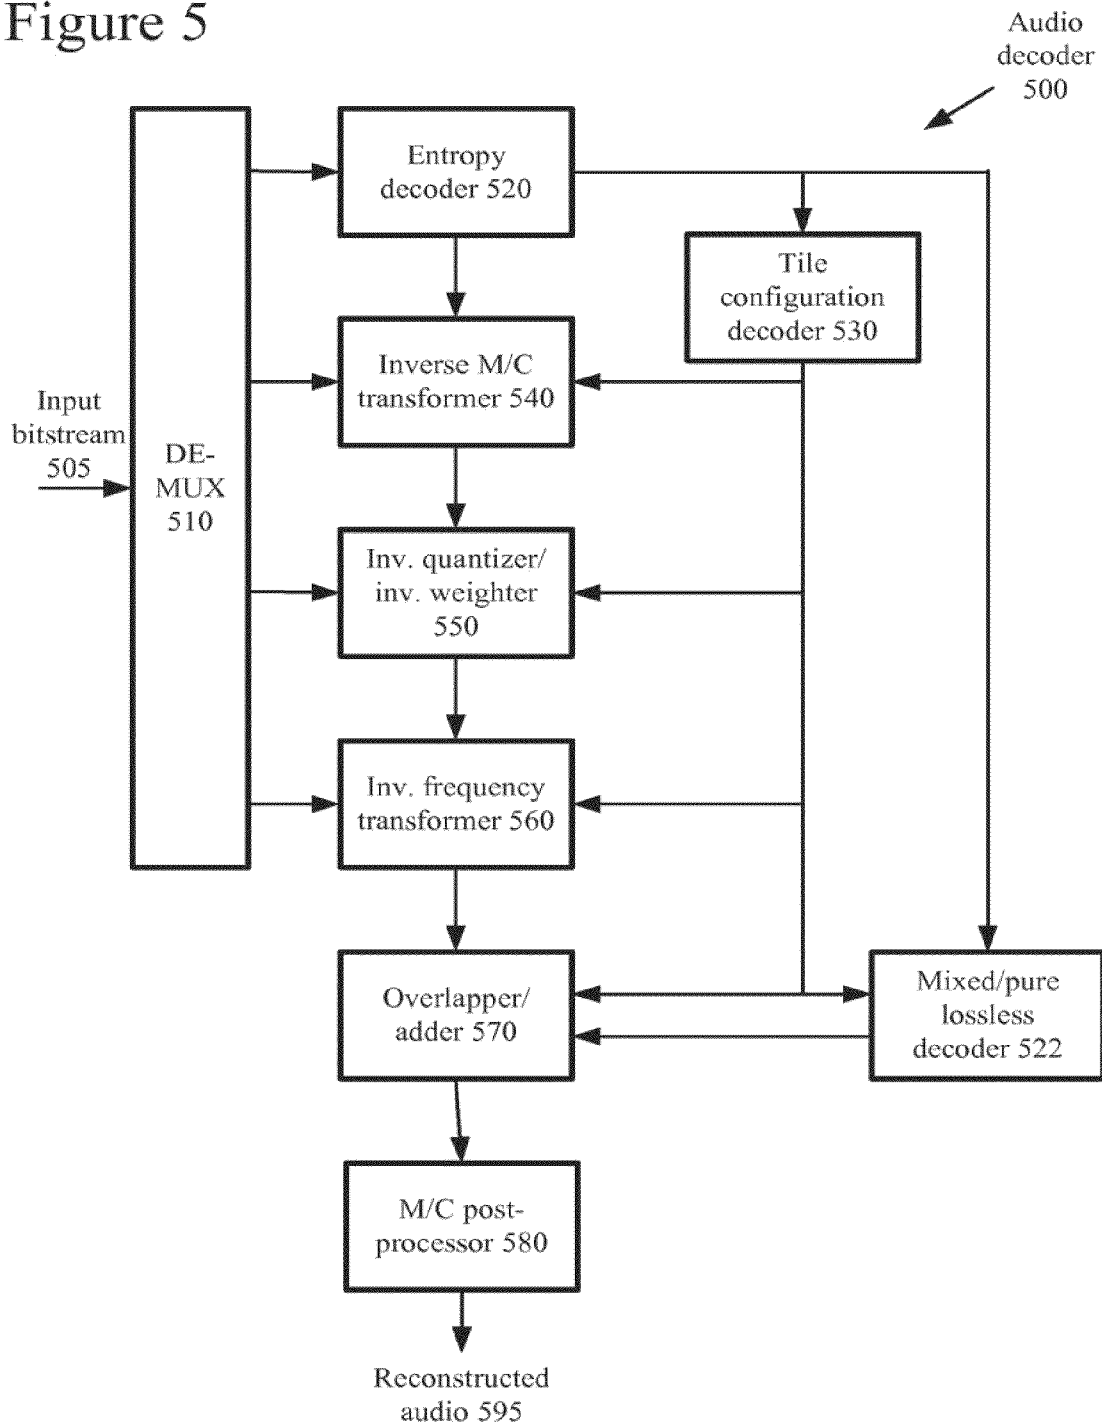 Figure 5
Audio
decoder
500
Entropy
decoder 520
Tile
configuration
decoder 530
Inverse M/C
transformer 540
Input
bitstream
505
DE-
MUX
510
Inv. quantizer/
inv. weighter
550
Inv. frequency
transformer 560
Overlapper/
adder 570
Mixed/pure
lossless
decoder 522
M/C post-
processor 580
Reconstructed
audio 595